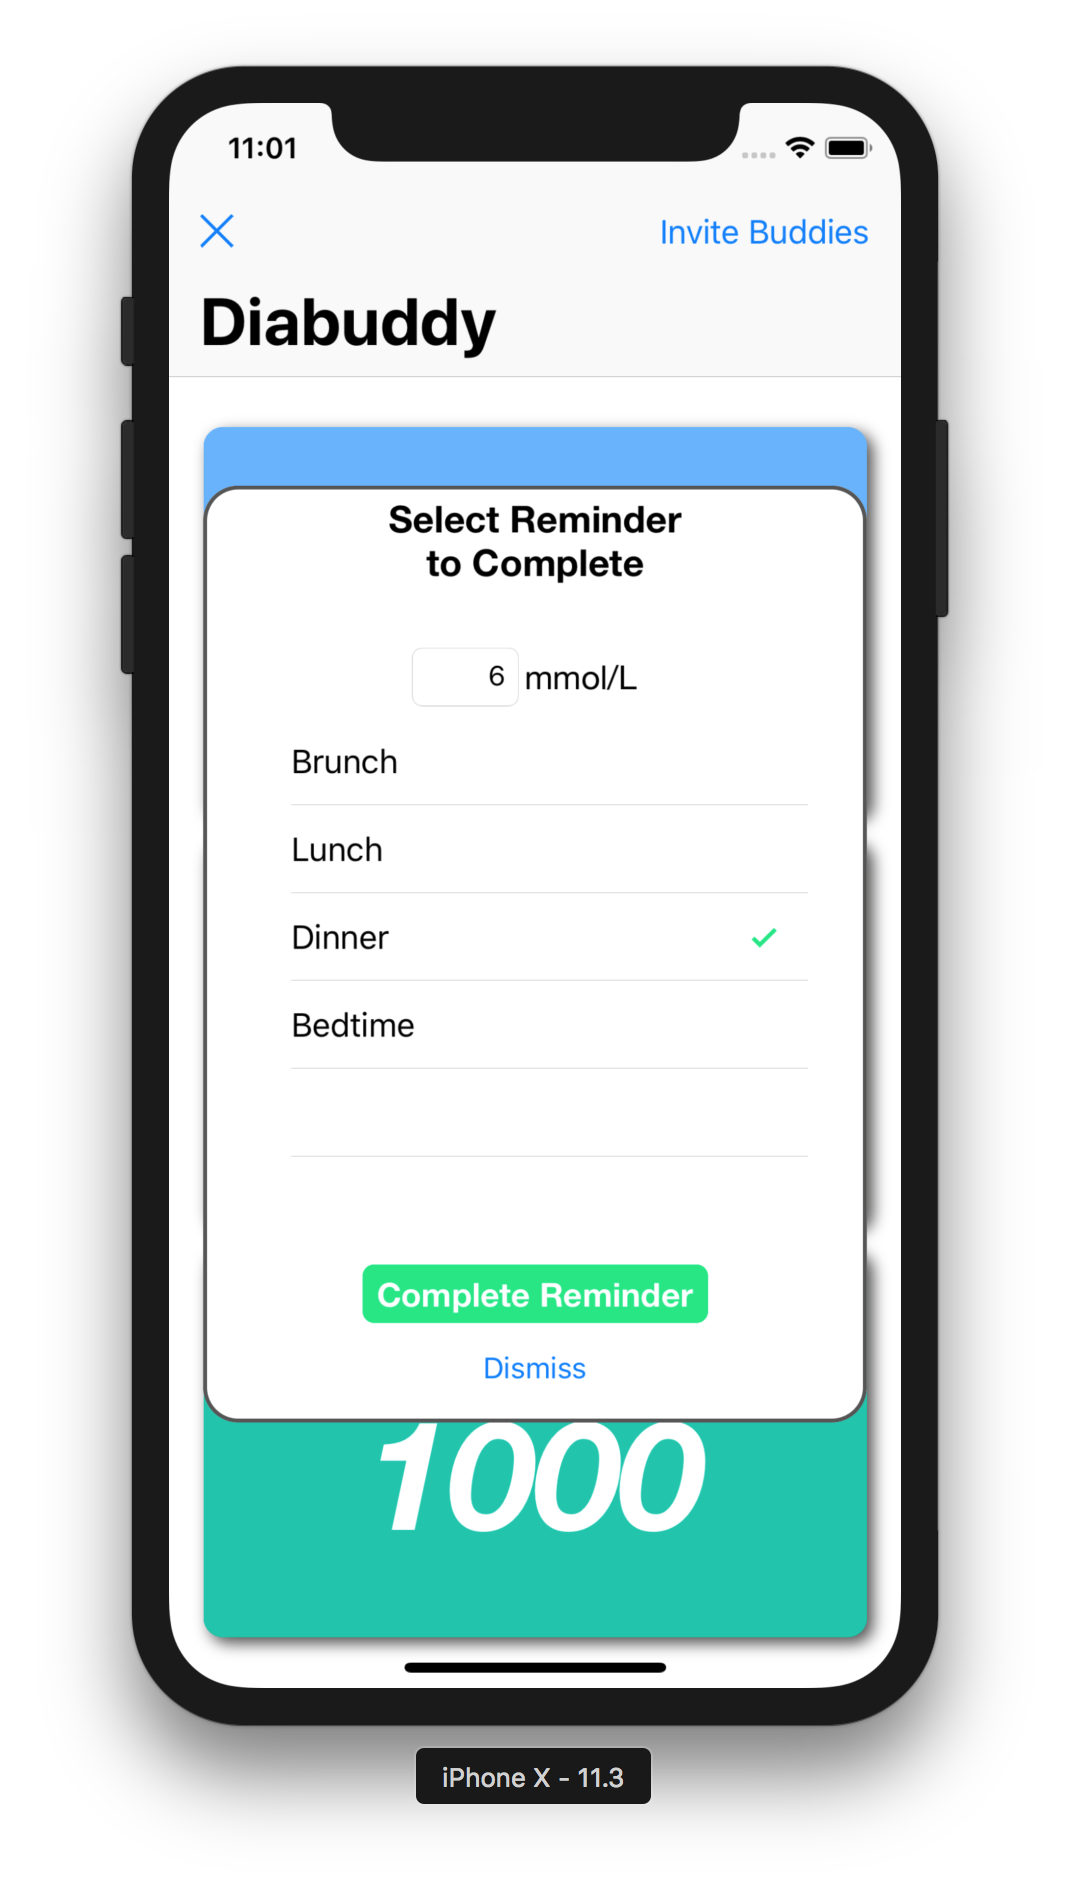 11:01
Invite Buddies
Diabuddy
Select Reminder
to Complete
6 mmol/L
Brunch
Lunch
Dinner
Bedtime
Complete Reminder
Dismiss
1000
iPhone X - 11.3